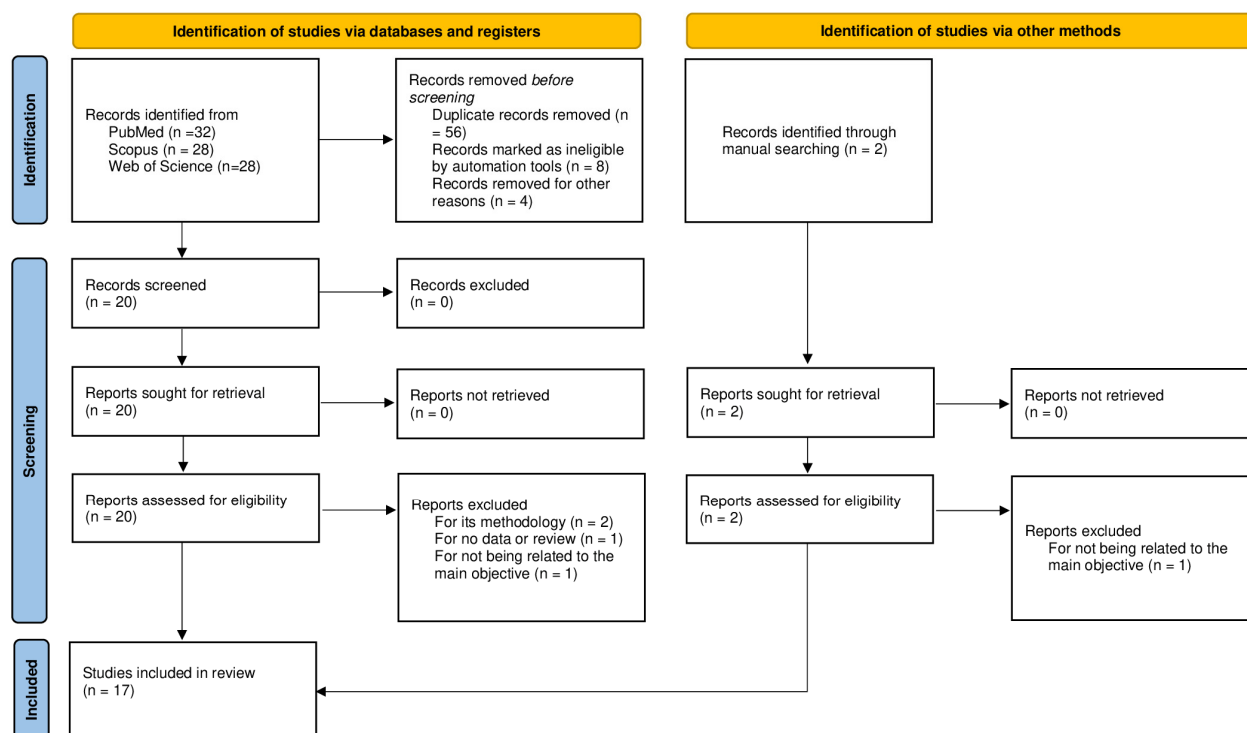 Identification of studies via databases and registers
Identification of studies via other methods
Identification
Records identified from
PubMed (n =32)
Scopus (n = 28)
Web of Science (n=28)
Records removed before
screening
Duplicate records removed (n
= 56)
Records marked as ineligible
by automation tools (n = 8)
Records removed for other
reasons (n = 4)
Records identified through
manual searching (n = 2)
Screening
Records screened
(n = 20)
Records excluded
(n = 0)
Reports sought for retrieval
(n = 20)
Reports not retrieved
(n = 0)
Reports sought for retrieval
(n = 2)
Reports not retrieved
(n = 0)
Reports assessed for eligibility
(n = 20)
Reports excluded
For its methodology (n = 2)
For no data or review (n = 1)
For not being related to the
main objective (n = 1)
Reports assessed for eligibility
(n = 2)
Reports excluded
For not being related to the
main objective (n = 1)
Included
Studies included in review
(n = 17)